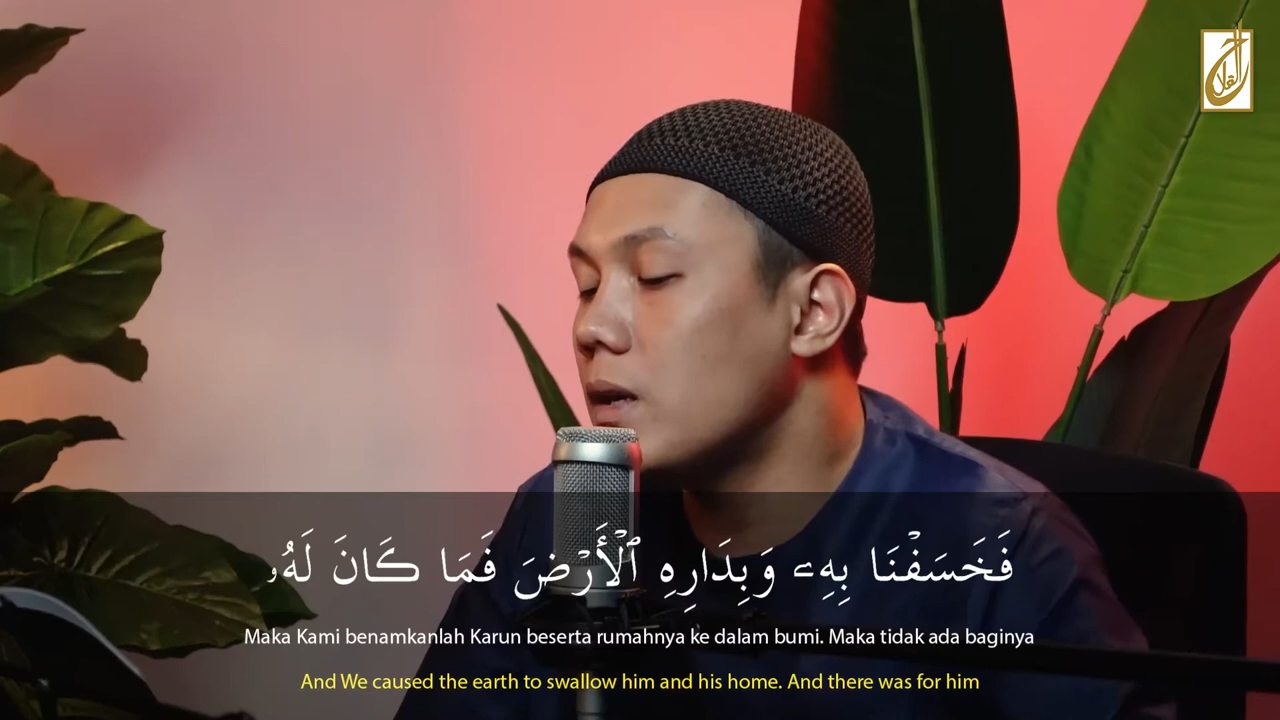 فَخَسَفْنَا بِهِۦ وَبِدَارِهِ ٱلْأَرْضَ فَمَا كَانَ لَهُۥ
Maka Kami benamkanlah Karun beserta rumahnya ke dalam bumi. Maka tidak ada baginya
And We caused the earth to swallow him and his home. And there was for him